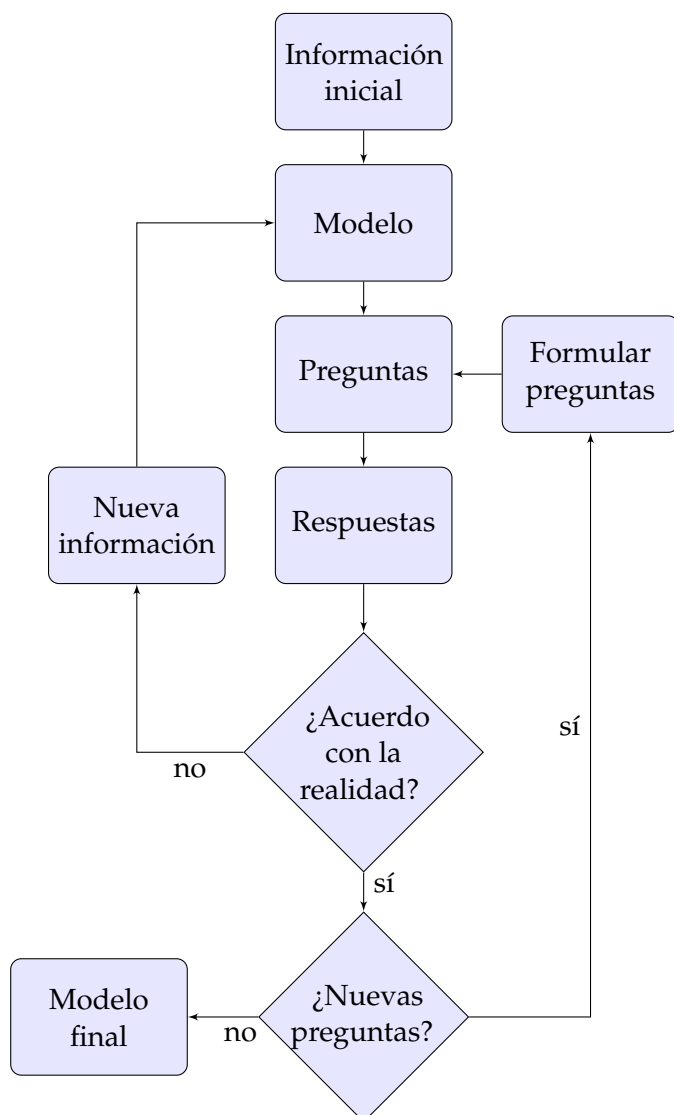 Información
inicial
Modelo
Preguntas
Formular
preguntas
Nueva
información
Respuestas
¿Acuerdo
con la
realidad?
no
sí
sí
Modelo
final
no
¿Nuevas
preguntas?